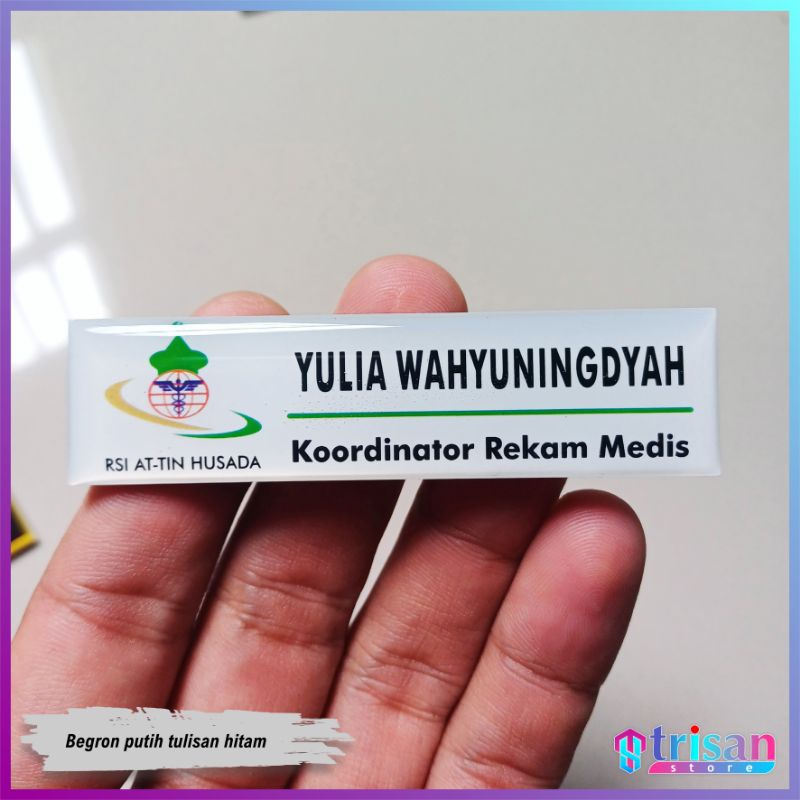 YULIA WAHYUNINGDYAH
Koordinator Rekam Medis
RSI AT-TIN HUSADA
Begron putih tulisan hitam
trisan
store